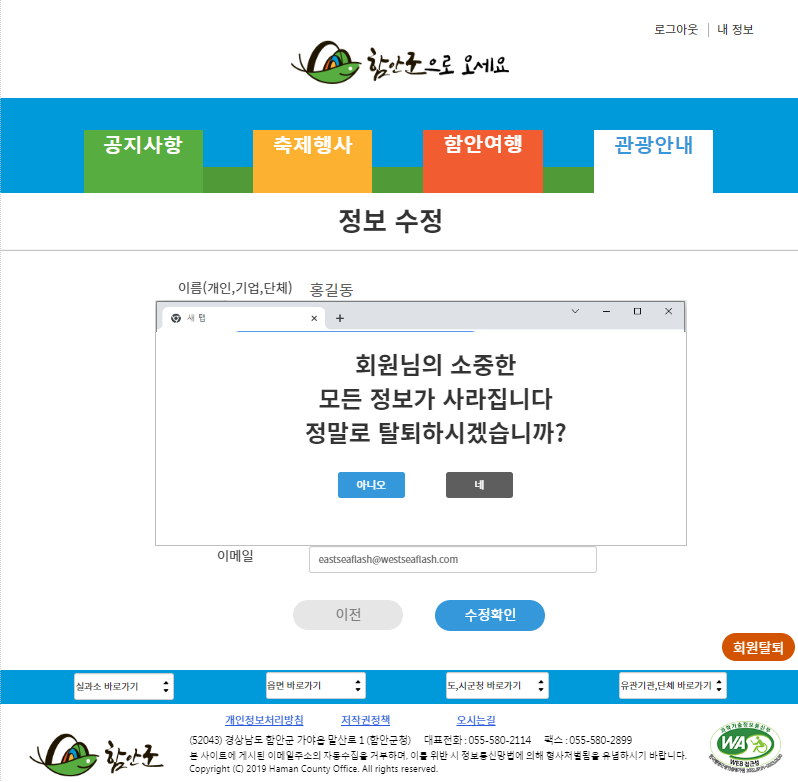 로그아웃 | 내 정보
함안군으로 오세요
공지사항 축제행사 함안여행 관광안내
정보 수정
이름(개인,기업,단체) 홍길동
새 탭
회원님의 소중한
모든 정보가 사라집니다
정말로 탈퇴하시겠습니까?
아니오 네
이메일 eastseaflash@westseaflash.com
이전 수정확인
회원탈퇴
실과소 바로가기 읍면 바로가기 도,시군청 바로가기 유관기관,단체 바로가기
개인정보처리방침 저작권정책 오시는길
(52043) 경상남도 함안군 가야읍 말산로 1 (함안군청) 대표전화 : 055-580-2114 팩스 : 055-580-2899
본 사이트에 게시된 이메일주소의 자동수집을 거부하며, 이를 위반 시 정보통신망법에 의해 형사처벌됨을 유념하시기 바랍니다.
Copyright (C) 2019 Haman County Office. All rights reserved.
함안군
WA
WEB 접근성